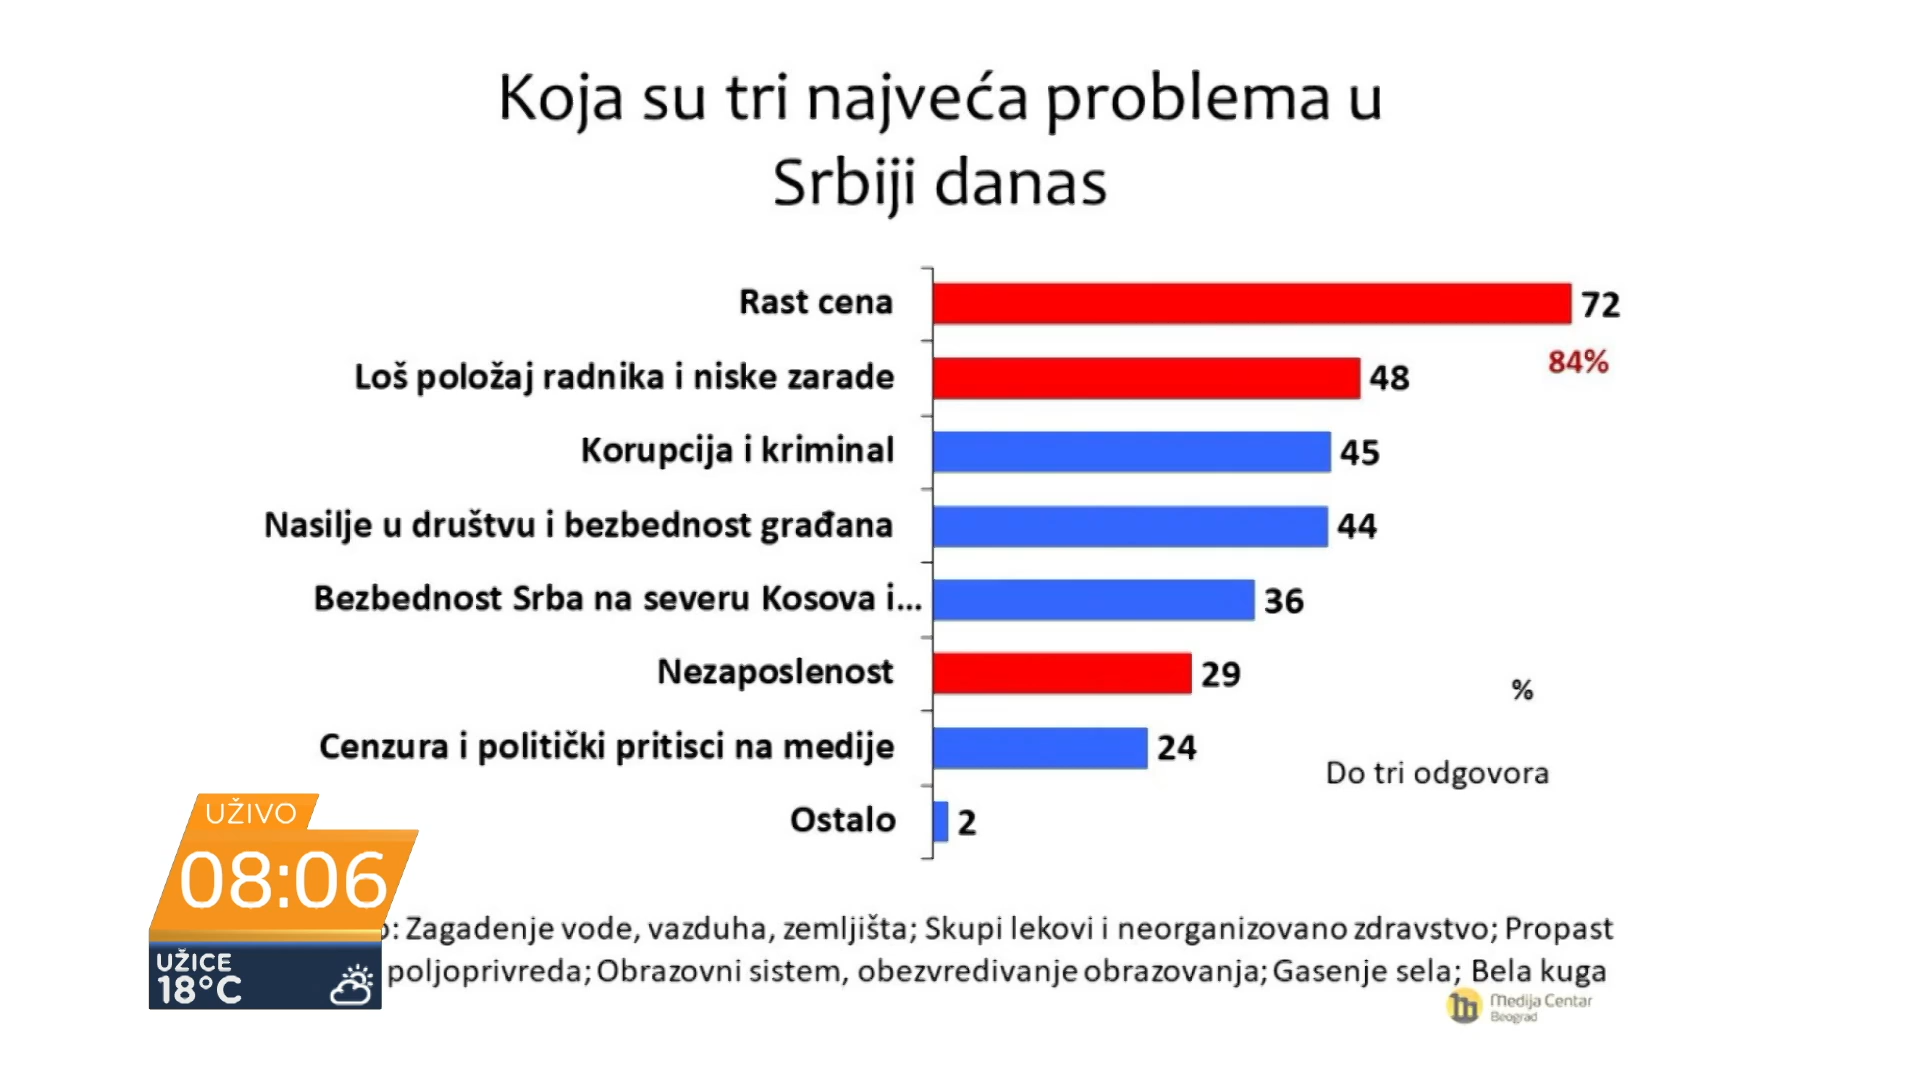 Koja su tri najveća problema u
Srbiji danas
Rast cena 72
84%
Loš položaj radnika i niske zarade 48
Korupcija i kriminal 45
Nasilje u društvu i bezbednost građana 44
Bezbednost Srba na severu Kosova i... 36
Nezaposlenost 29
%
Cenzura i politički pritisci na medije 24
Do tri odgovora
Ostalo 2
UŽIVO
08:06
UŽICE
18°C
: Zagadenje vode, vazduha, zemljišta; Skupi lekovi i neorganizovano zdravstvo; Propast
poljoprivreda; Obrazovni sistem, obezvredivanje obrazovanja; Gasenje sela; Bela kuga
Medija Centar
Beograd